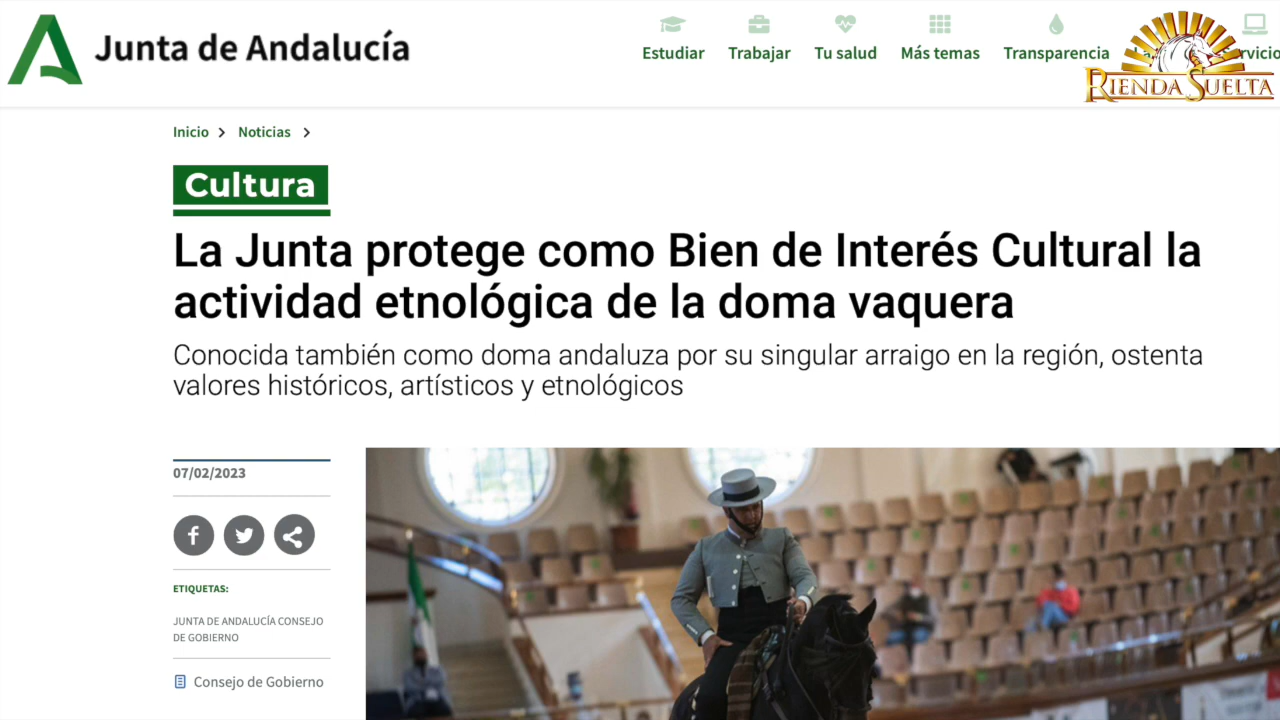 Junta de Andalucía
Estudiar Trabajar Tu salud Más temas Transparencia
RIENDA SUELTA
Inicio Noticias
Cultura
La Junta protege como Bien de Interés Cultural la
actividad etnológica de la doma vaquera
Conocida también como doma andaluza por su singular arraigo en la región, ostenta
valores históricos, artísticos y etnológicos
07/02/2023
ETIQUETAS:
JUNTA DE ANDALUCÍA CONSEJO
DE GOBIERNO
Consejo de Gobierno